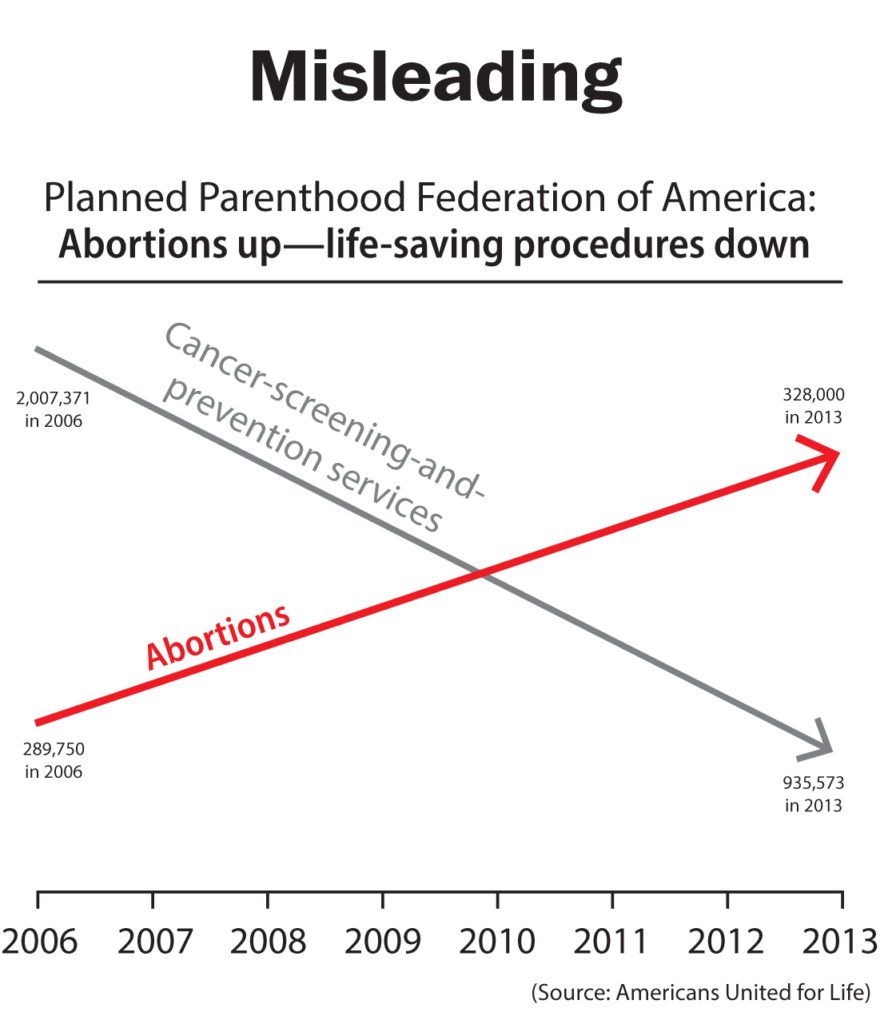 Misleading
Planned Parenthood Federation of America:
Abortions up—life-saving procedures down
Cancer-screening-and-
prevention services
2,007,371
in 2006
328,000
in 2013
Abortions
289,750
in 2006
935,573
in 2013
2006 2007 2008 2009 2010 2011 2012 2013
(Source: Americans United for Life)